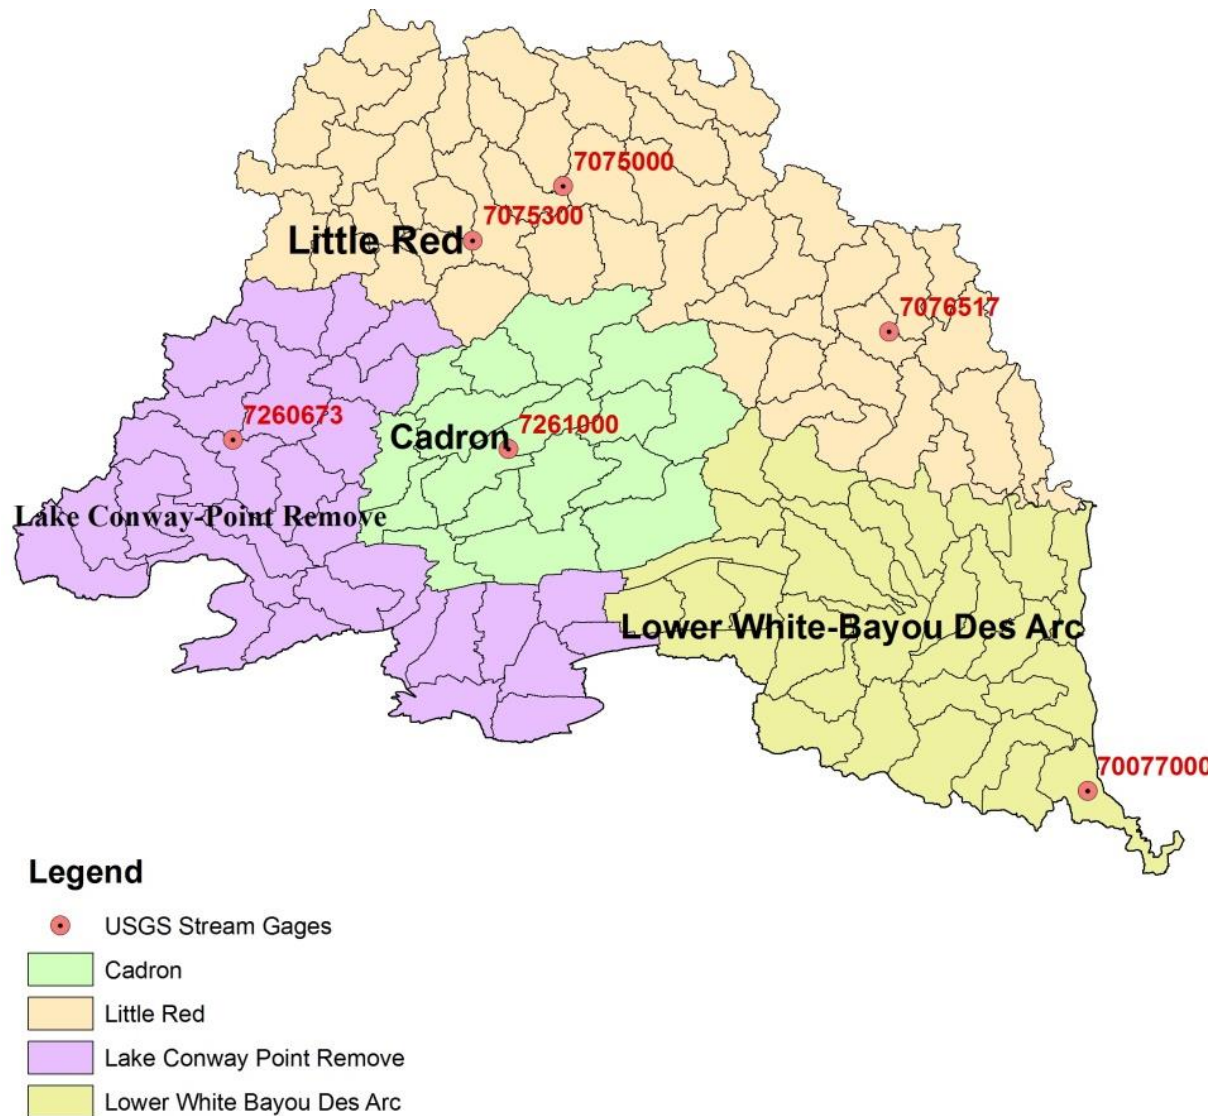 7075000
7075300
Little Red
7076517
7260673
7261000
Cadron
Lake Conway-Point Remove
Lower White-Bayou Des Arc
70077000
Legend
USGS Stream Gages
Cadron
Little Red
Lake Conway Point Remove
Lower White Bayou Des Arc